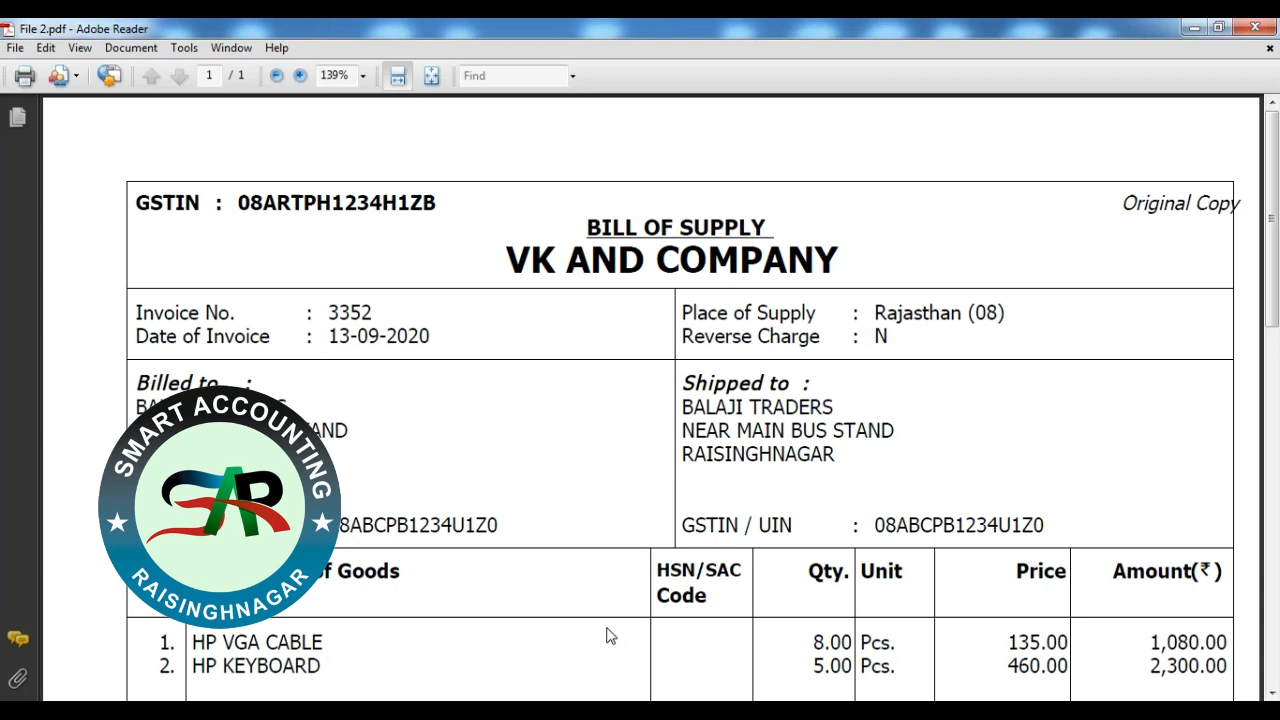 File 2.pdf - Adobe Reader
File Edit View Document Tools Window Help
1 / 1 139% Find
GSTIN : 08ARTPH1234H1ZB
Original Copy
BILL OF SUPPLY
VK AND COMPANY
Invoice No. : 3352
Date of Invoice : 13-09-2020
Place of Supply : Rajasthan (08)
Reverse Charge : N
Billed to :
Shipped to :
BALAJI TRADERS
NEAR MAIN BUS STAND
RAISINGHNAGAR
GSTIN / UIN : 08ABCPB1234U1Z0
8ABCPB1234U1Z0
SMART ACCOUNTING
SAR
RAISINGHNAGAR
of Goods HSN/SAC Code Qty. Unit Price Amount(₹)
1. HP VGA CABLE 8.00 Pcs. 135.00 1,080.00
2. HP KEYBOARD 5.00 Pcs. 460.00 2,300.00